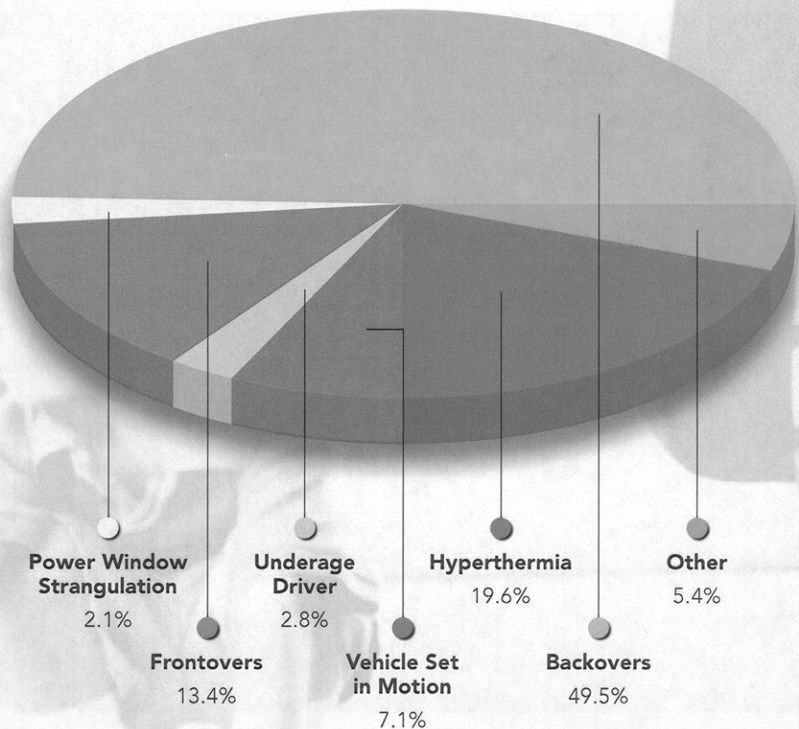 Power Window
Strangulation
2.1%
Underage
Driver
2.8%
Hyperthermia
19.6%
Other
5.4%
Frontovers
13.4%
Vehicle Set
in Motion
7.1%
Backovers
49.5%